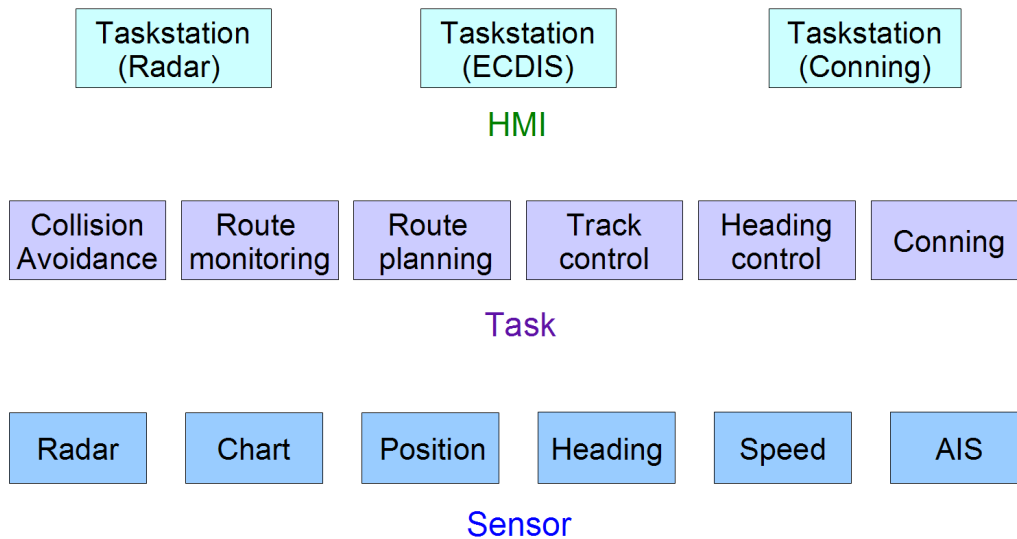 Taskstation
(Radar)
Taskstation
(ECDIS)
Taskstation
(Conning)
HMI
Collision
Avoidance
Route
monitoring
Route
planning
Track
control
Heading
control
Conning
Task
Radar
Chart
Position
Heading
Speed
AIS
Sensor